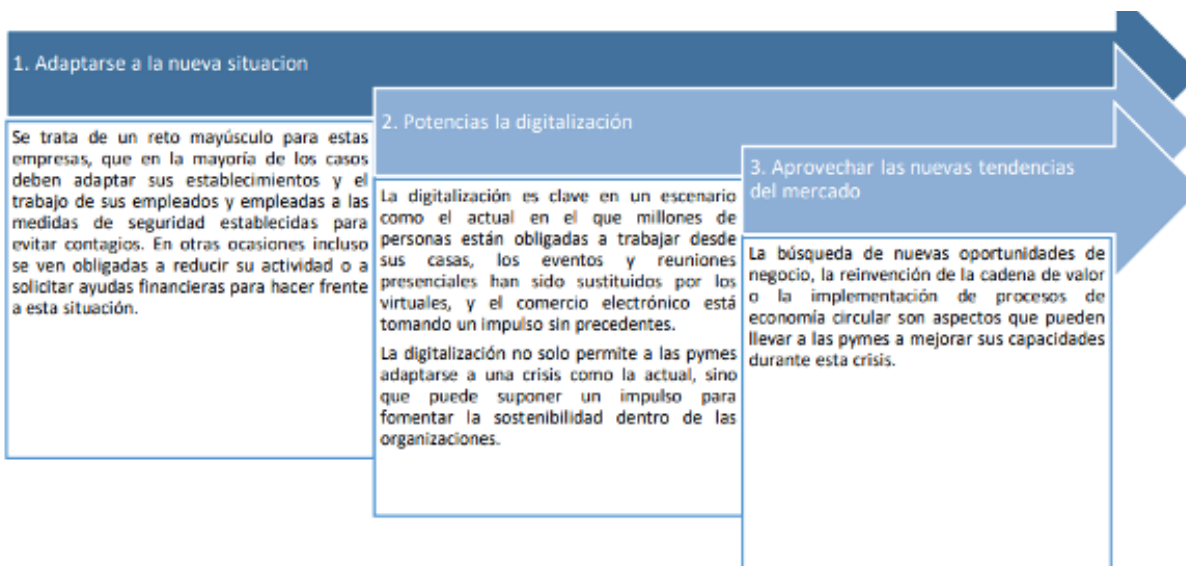 1. Adaptarse a la nueva situacion
Se trata de un reto mayúsculo para estas
empresas, que en la mayoría de los casos
deben adaptar sus establecimientos y el
trabajo de sus empleados y empleadas a las
medidas de seguridad establecidas para
evitar contagios. En otras ocasiones incluso
se ven obligadas a reducir su actividad o a
solicitar ayudas financieras para hacer frente
a esta situación.
2. Potencias la digitalización
La digitalización es clave en un escenario
como el actual en el que millones de
personas están obligadas a trabajar desde
sus casas, los eventos y reuniones
presenciales han sido sustituidos por los
virtuales, y el comercio electrónico está
tomando un impulso sin precedentes.
La digitalización no solo permite a las pymes
adaptarse a una crisis como la actual, sino
que puede suponer un impulso para
fomentar la sostenibilidad dentro de las
organizaciones.
3. Aprovechar las nuevas tendencias
del mercado
La búsqueda de nuevas oportunidades de
negocio, la reinvención de la cadena de valor
o la implementación de procesos de
economía circular son aspectos que pueden
llevar a las pymes a mejorar sus capacidades
durante esta crisis.